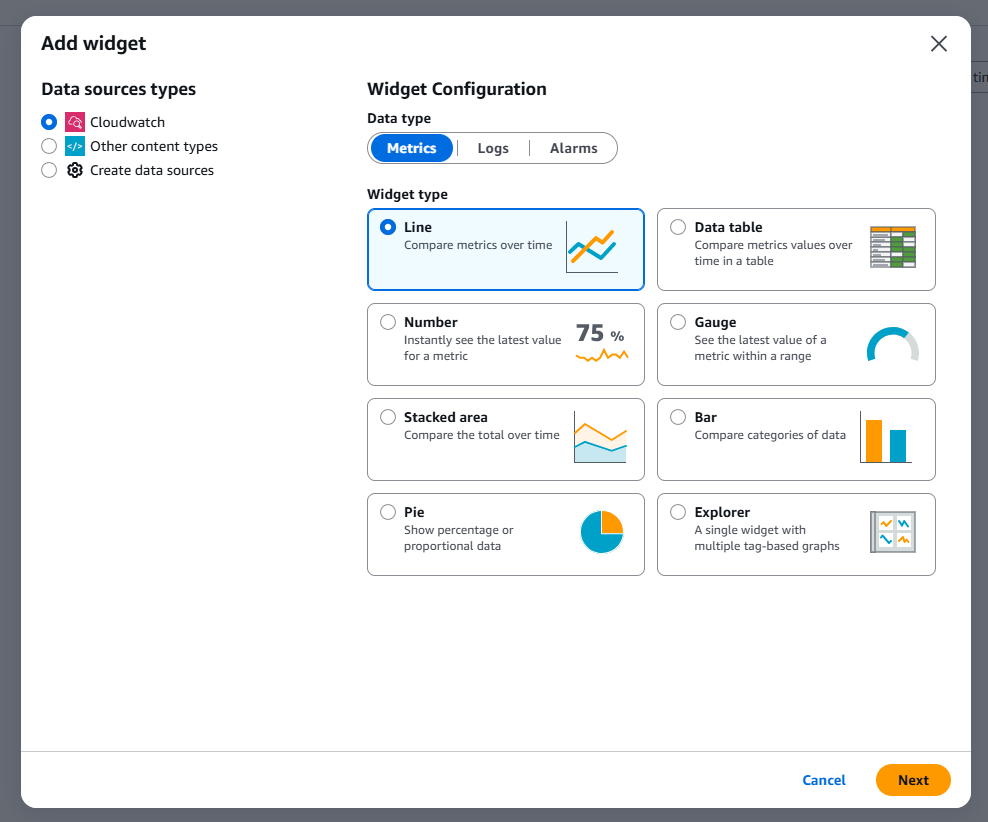 Add widget
Data sources types
Cloudwatch
</> Other content types
Create data sources
Widget Configuration
Data type
Metrics
Logs
Alarms
Widget type
Line
Compare metrics over time
Data table
Compare metrics values over
time in a table
Number
Instantly see the latest value
for a metric
75 %
Gauge
See the latest value of a
metric within a range
Stacked area
Compare the total over time
Bar
Compare categories of data
Pie
Show percentage or
proportional data
Explorer
A single widget with
multiple tag-based graphs
Cancel
Next